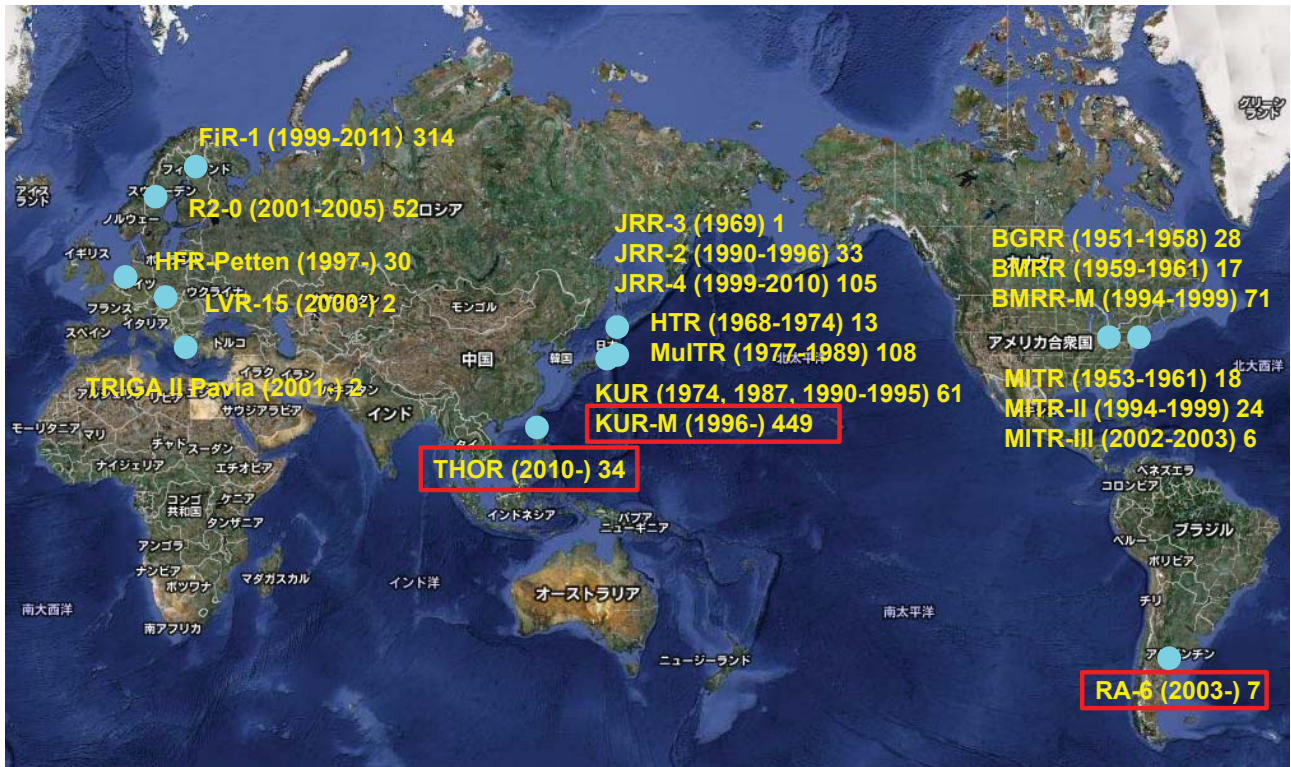 グリーン
ランド
FiR-1 (1999-2011) 314
フィ
ンド
アイス
ランド
スウ
ーデン
R2-0 (2001-2005) 52
ロシア
ノルウェー
イギリス
HFR-Petten (1997-) 30
イツ
ウクライナ
LVR-15 (2000-) 2
フランス
イタリア
スペイン
トルコ
モンゴル
中国
韓国
日本
JRR-3 (1969) 1
JRR-2 (1990-1996) 33
JRR-4 (1999-2010) 105
HTR (1968-1974) 13
MuITR (1977-1989) 108
北太平洋
KUR (1974, 1987, 1990-1995) 61
KUR-M (1996-) 449
BGRR (1951-1958) 28
BMRR (1959-1961) 17
BMRR-M (1994-1999) 71
アメリカ合衆国
北大西洋
MITR (1953-1961) 18
MITR-II (1994-1999) 24
MITR-III (2002-2003) 6
TRIGA II Pavia (2001-) 2
イラク
イラン
サウジアラビア
インド
モーリタニア
マリ
チャド
スーダン
タイ
THOR (2010-) 34
ナイジェリア
エチオピア
ベネズエラ
コロンビア
コンゴ
共和国
ケニア
タンザニア
インドネシア
パプア
ニューギニア
ブラジル
ペルー
アンゴラ
ボリビア
ナンビア
ボツワナ
マダガスカル
インド洋
オーストラリア
チリ
南大西洋
南太平洋
南アフリカ
ニュージーランド
ア
ンチン
RA-6 (2003-) 7